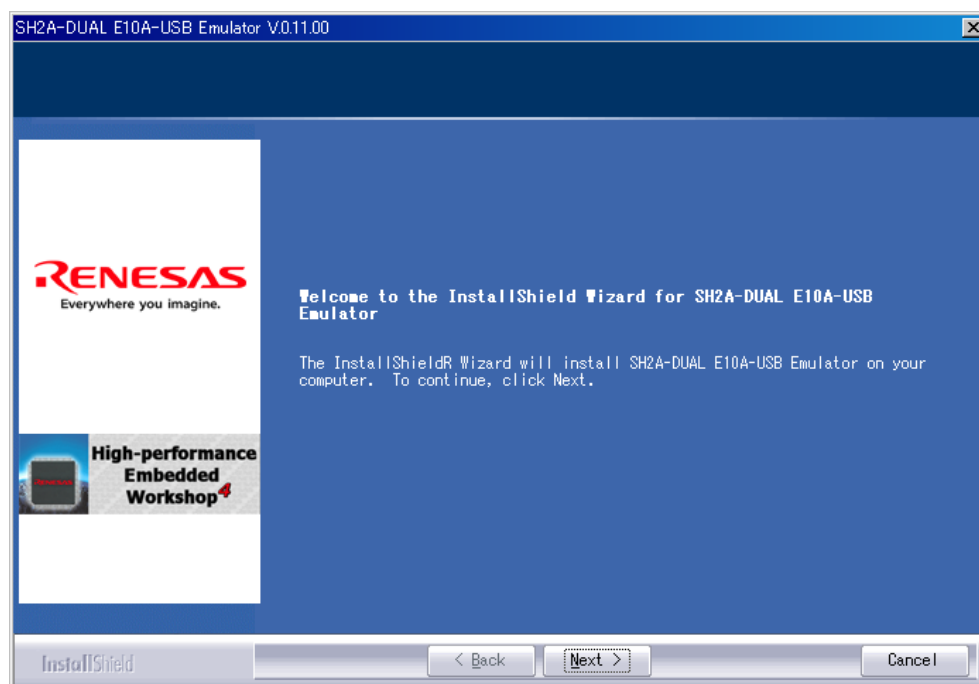 SH2A-DUAL E10A-USB Emulator V.0.11.00
RENESAS
Everywhere you imagine.
Welcome to the InstallShield Wizard for SH2A-DUAL E10A-USB
Emulator
The InstallShieldR Wizard will install SH2A-DUAL E10A-USB Emulator on your
computer. To continue, click Next.
High-performance
Embedded
Workshop4
InstallShield
< Back
Next >
Cancel